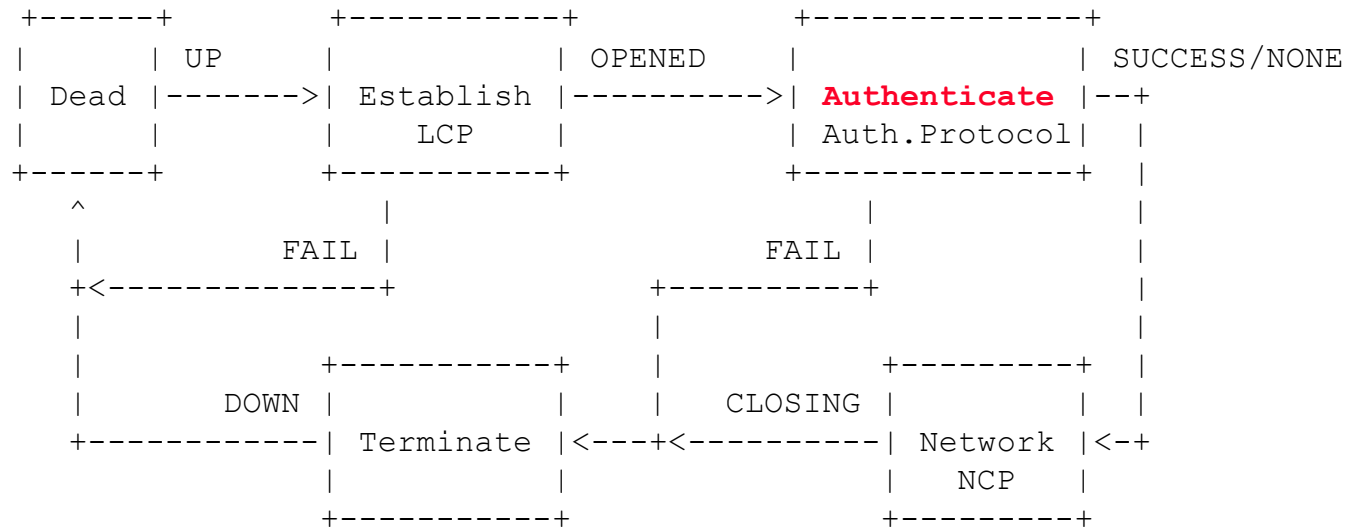 +------+        +-----------+           +--------------+
|      | UP     |           | OPENED    |              | SUCCESS/NONE
| Dead |------->| Establish |---------->| Authenticate |--+
|      |        |    LCP    |           | Auth.Protocol|  |
+------+        +-----------+           +--------------+  |
   ^               |                        |             |
   |          FAIL |                   FAIL |             |
   +<--------------+             +----------+             |
   |                             |                        |
   |            +-----------+    |           +---------+  |
   |       DOWN |           |    |   CLOSING |         |  |
   +------------| Terminate |<---+<----------| Network |<-+
                |           |                |   NCP   |
                +-----------+                +---------+